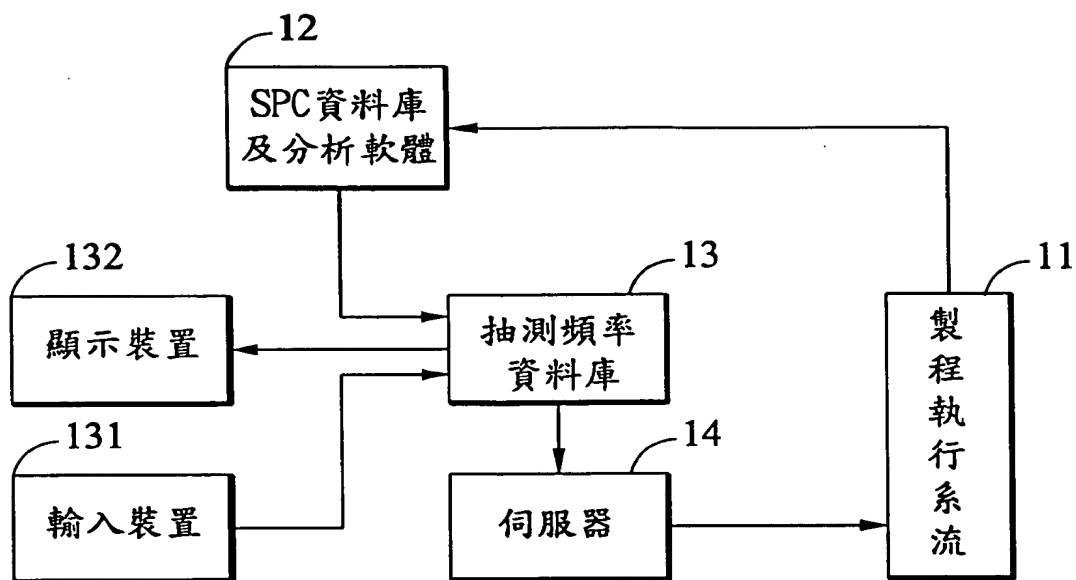 12
SPC資料庫
及分析軟體
132
顯示裝置
13
抽測頻率
資料庫
11
製程執行系流
131
輸入裝置
14
伺服器